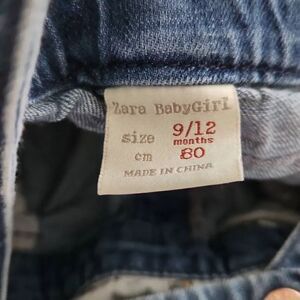 Zara BabyGirl
size 9/12
months
cm 80
MADE IN CHINA